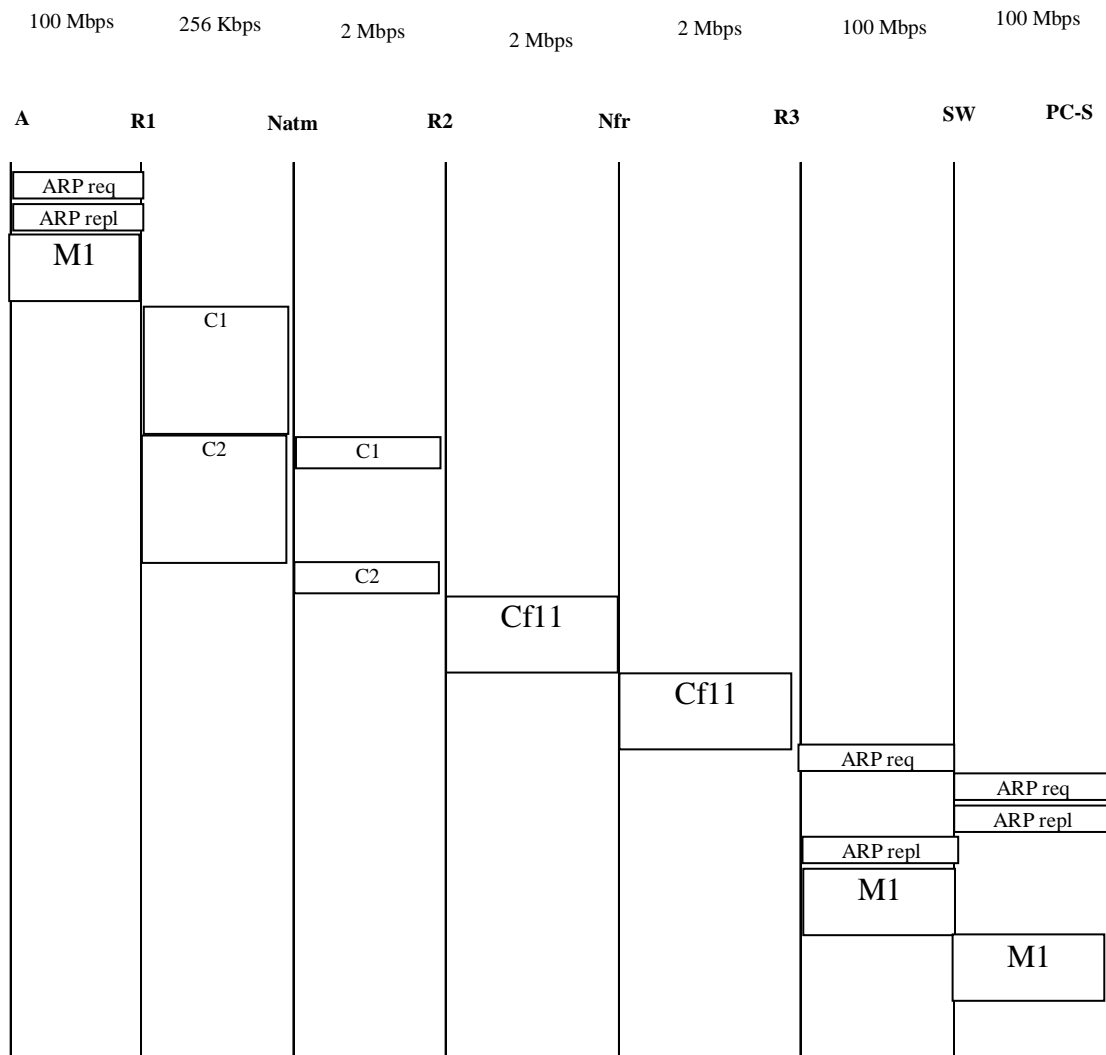 100 Mbps 256 Kbps 2 Mbps 2 Mbps 2 Mbps 100 Mbps 100 Mbps
A R1 Natm R2 Nfr R3 SW PC-S
ARP req
ARP repl
M1
C1
C2 C1
C2
Cf11
Cf11
ARP req
ARP req
ARP repl
ARP repl
M1
M1